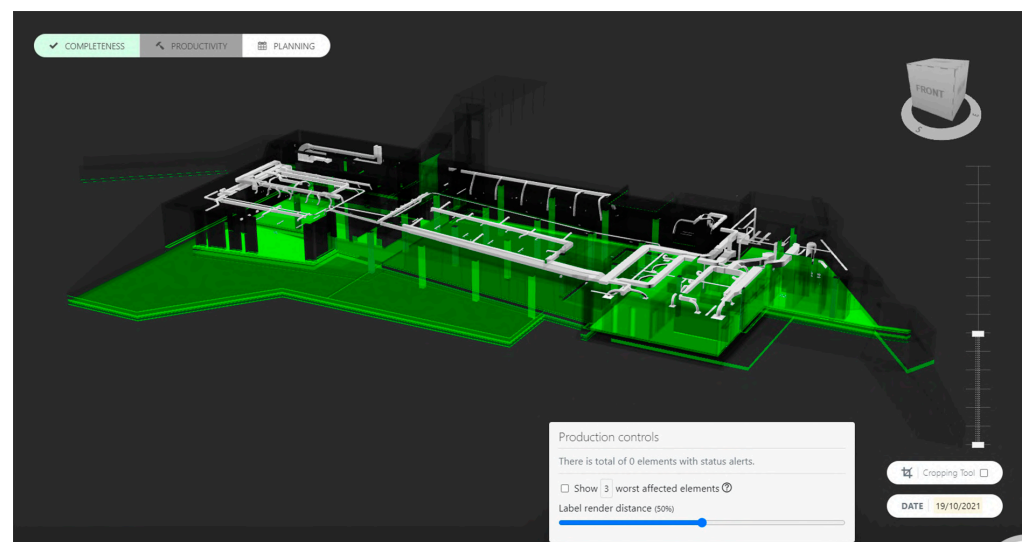 COMPLETENESS PRODUCTIVITY PLANNING
FRONT
S
Production controls
There is total of 0 elements with status alerts.
Show 3 worst affected elements ?
Label render distance (50%)
Cropping Tool
DATE 19/10/2021